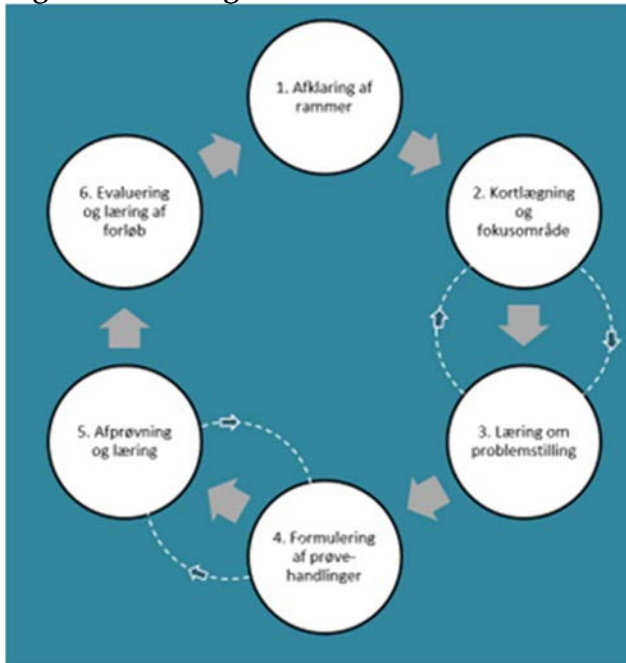 1. Afklaring af
rammer
2. Kortlægning
og
fokusområde
3. Læring om
problemstilling
4. Formulering
af prøve-
handlinger
5. Afprøvning
og læring
6. Evaluering
og læring af
forløb